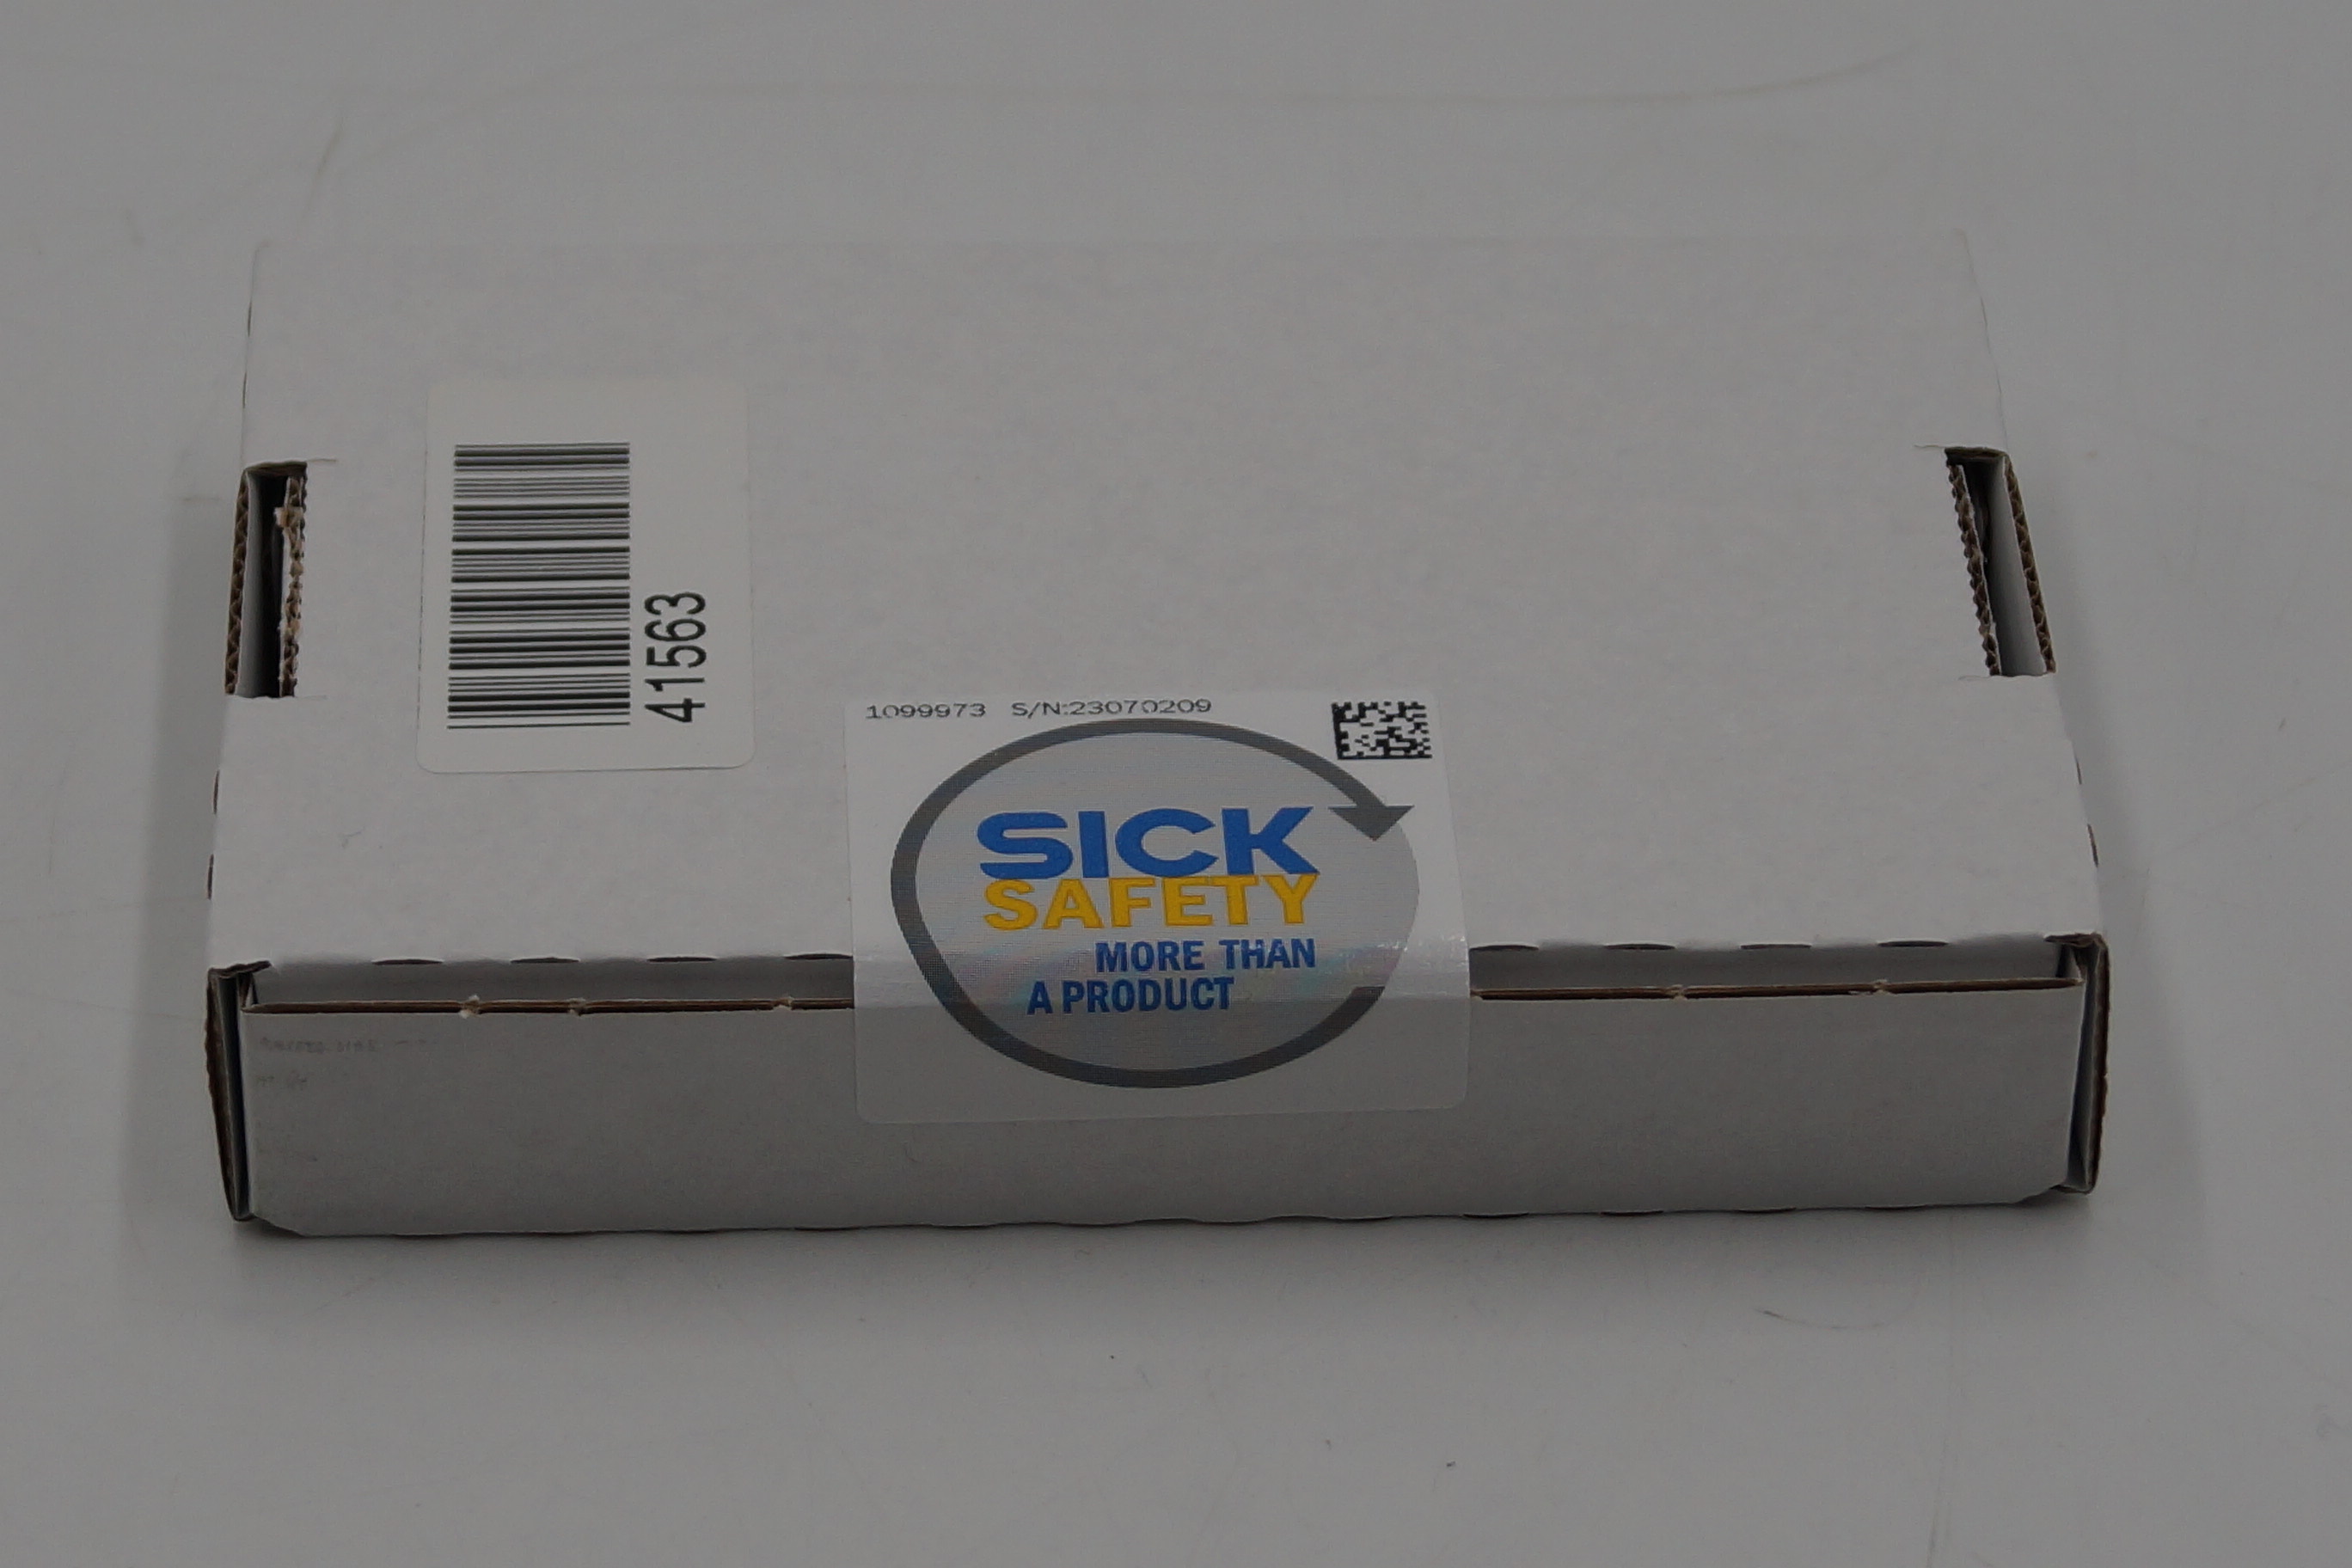 41563
1099973 S/N:23070209
SICK
SAFETY
MORE THAN
A PRODUCT